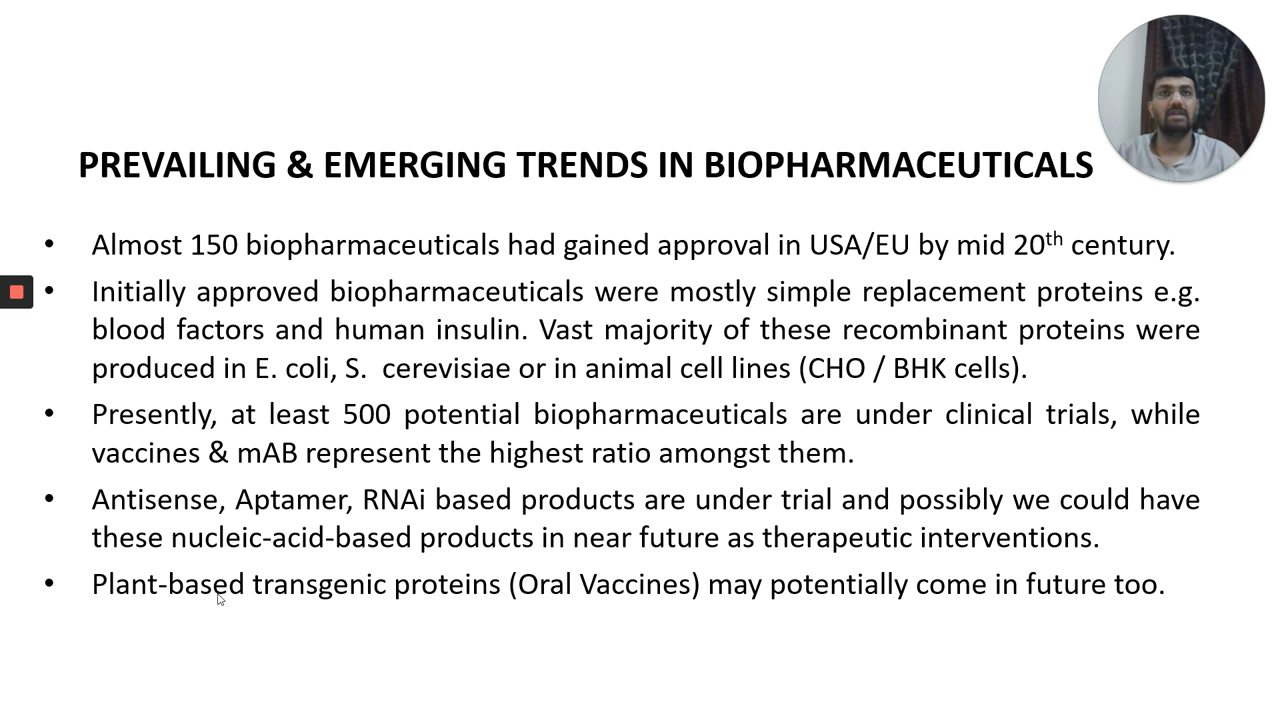 PREVAILING & EMERGING TRENDS IN BIOPHARMACEUTICALS
• Almost 150 biopharmaceuticals had gained approval in USA/EU by mid 20th century.
• Initially approved biopharmaceuticals were mostly simple replacement proteins e.g.
blood factors and human insulin. Vast majority of these recombinant proteins were
produced in E. coli, S. cerevisiae or in animal cell lines (CHO / BHK cells).
• Presently, at least 500 potential biopharmaceuticals are under clinical trials, while
vaccines & mAB represent the highest ratio amongst them.
• Antisense, Aptamer, RNAi based products are under trial and possibly we could have
these nucleic-acid-based products in near future as therapeutic interventions.
• Plant-based transgenic proteins (Oral Vaccines) may potentially come in future too.